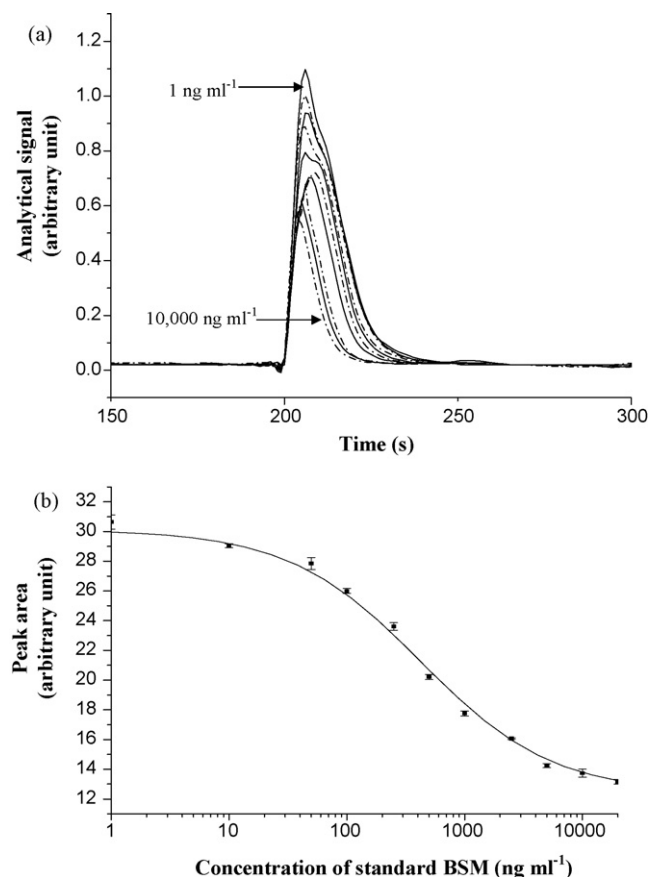 (a)
1.2
1.0
0.8
0.6
0.4
0.2
0.0
1 ng ml⁻¹
10,000 ng ml⁻¹
Analytical signal
(arbitrary unit)
150
200
250
300
Time (s)
(b)
32
30
28
26
24
22
20
18
16
14
12
Peak area
(arbitrary unit)
1
10
100
1000
10000
Concentration of standard BSM (ng ml⁻¹)